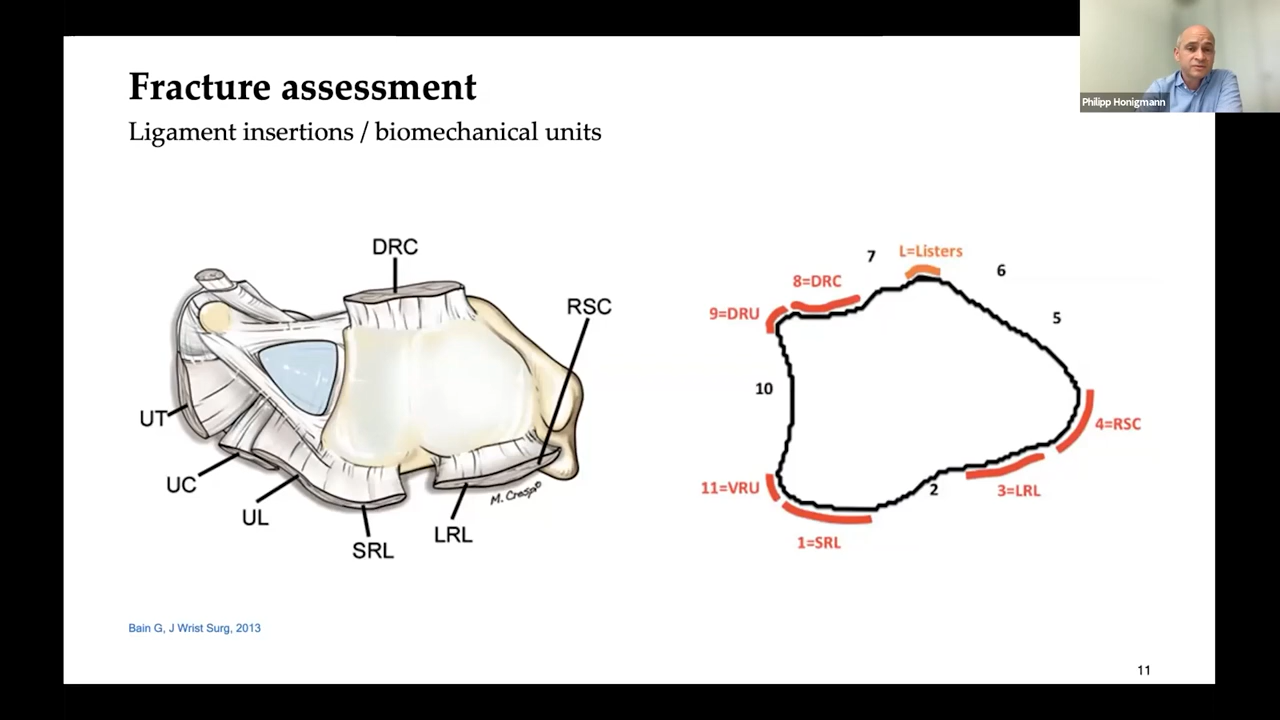 Fracture assessment
Ligament insertions / biomechanical units
Philipp Honigmann
DRC
RSC
UT
UC
UL
SRL
LRL
M. Crespo
7
L=Listers
6
8=DRC
9=DRU
5
10
4=RSC
11=VRU
2
3=LRL
1=SRL
Bain G, J Wrist Surg, 2013
11